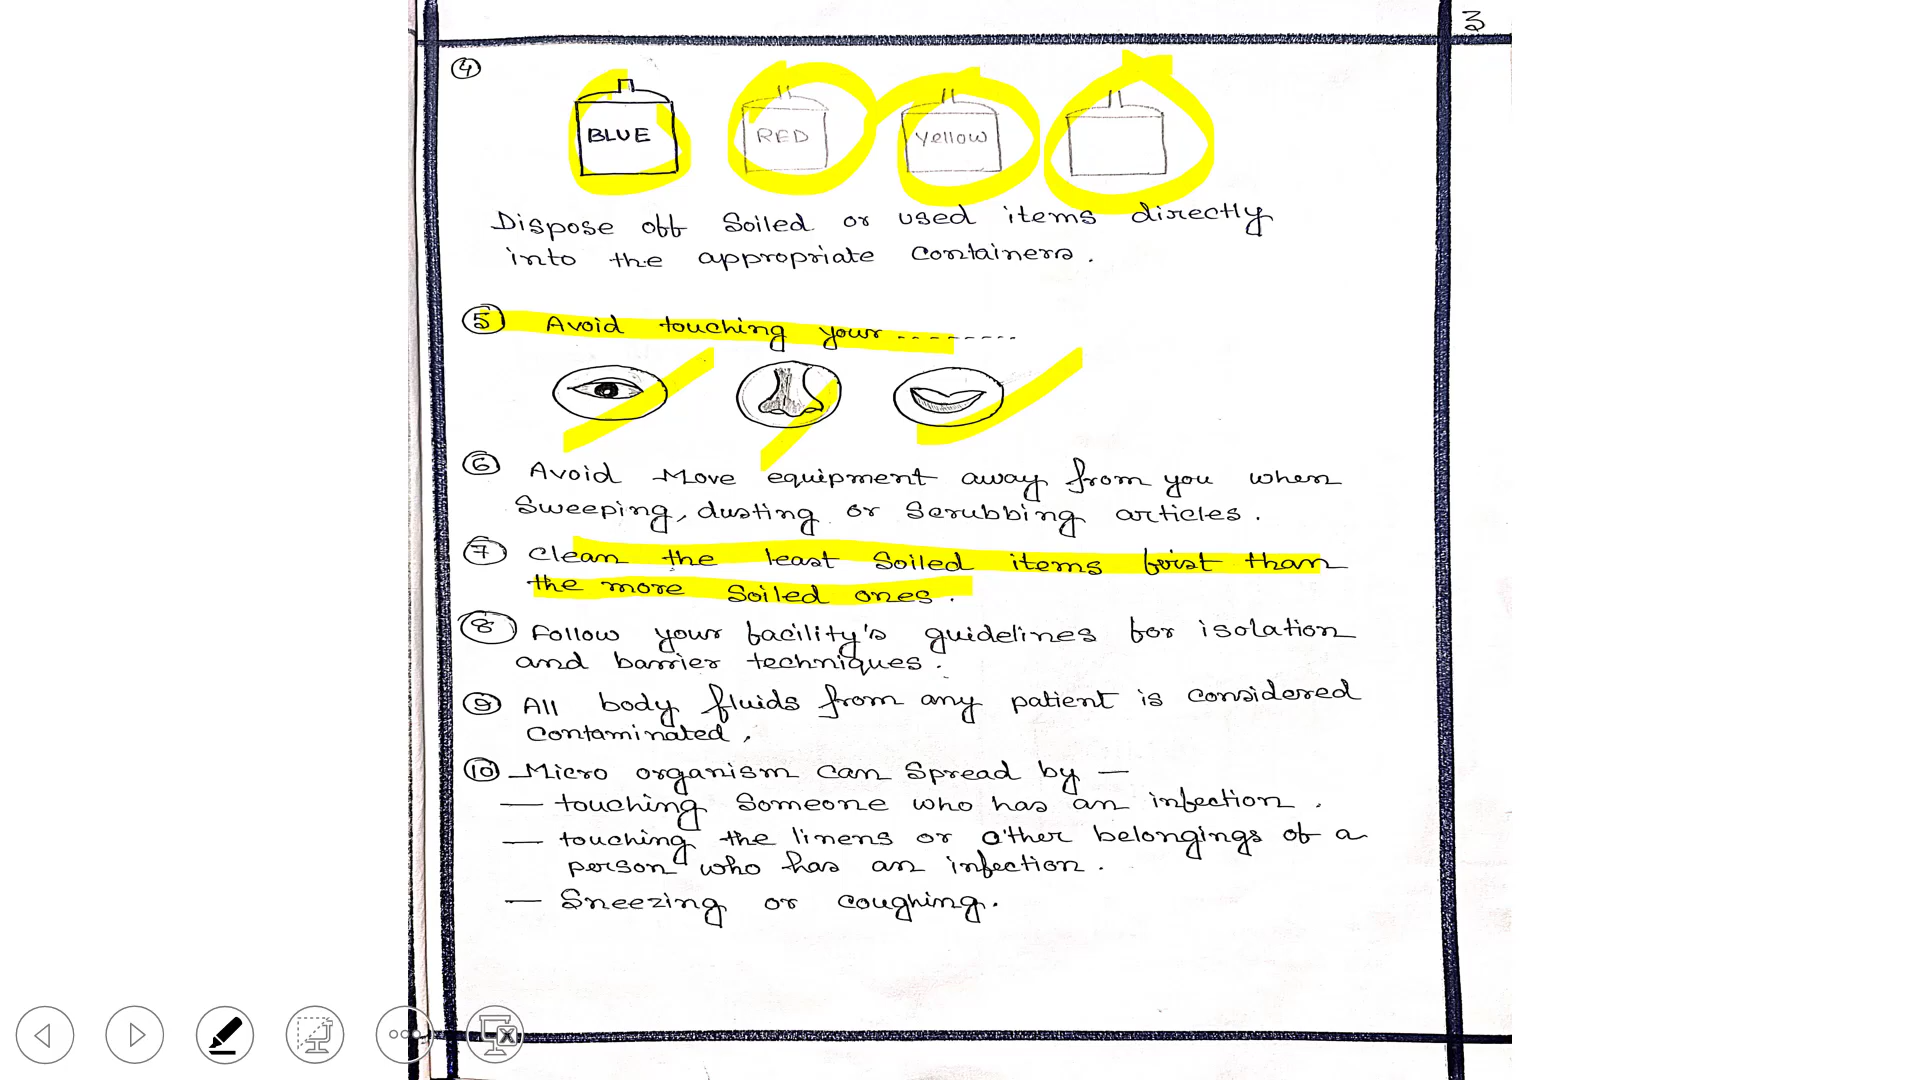 3
4
BLUE RED Yellow
Dispose off Soiled or used items directly
into the appropriate containers.
5 Avoid touching your --------
6 Avoid Move equipment away from you when
Sweeping, dusting or Scrubbing articles.
7 Clean the least Soiled items first than
the more Soiled ones.
8 Follow your facility's guidelines for isolation
and barrier techniques.
9 All body fluids from any patient is considered
contaminated.
10 Micro organism can spread by —
— touching Someone who has an infection.
— touching the linens or other belongings of a
person who has an infection.
— Sneezing or coughing.